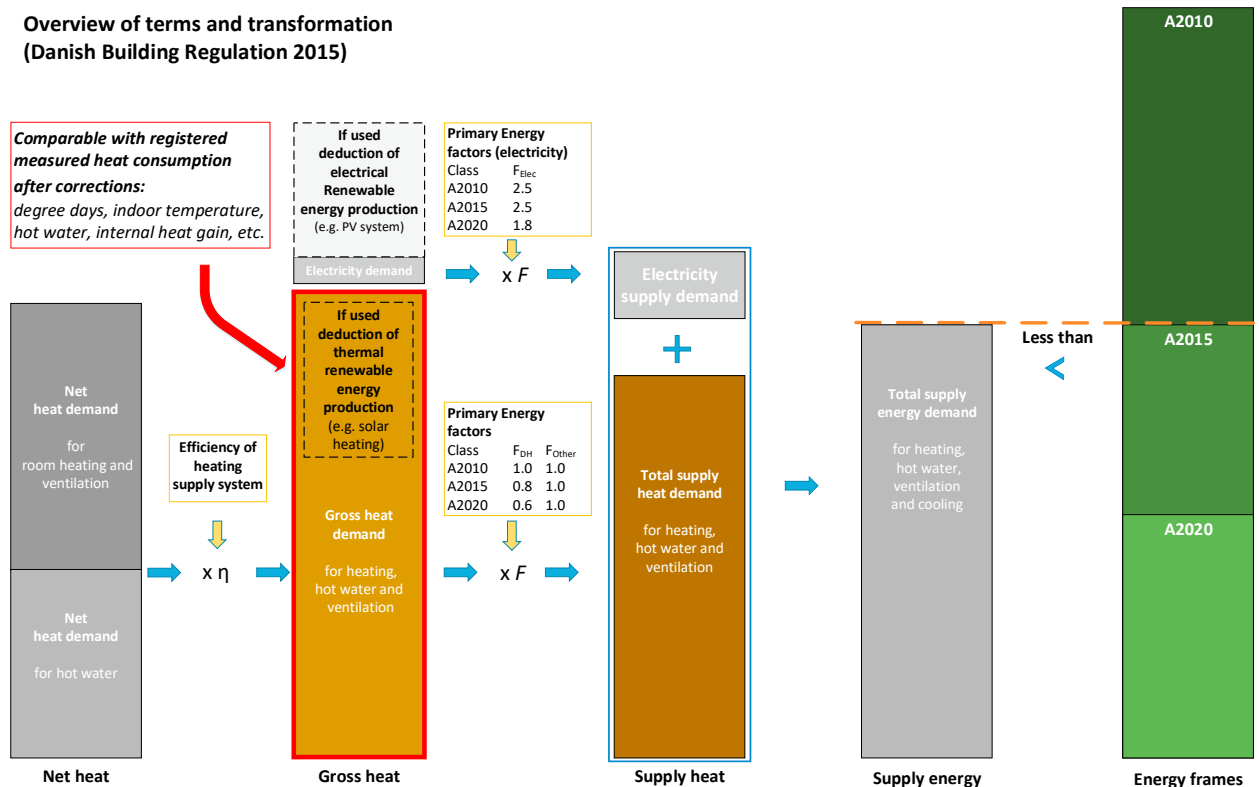 Overview of terms and transformation
(Danish Building Regulation 2015)
Comparable with registered
measured heat consumption
after corrections:
degree days, indoor temperature,
hot water, internal heat gain, etc.
If used
deduction of
electrical
Renewable
energy production
(e.g. PV system)
Electricity demand
Primary Energy
factors (electricity)
Class F_Elec
A2010 2.5
A2015 2.5
A2020 1.8
x F
Electricity
supply demand
+
Net
heat demand
for
room heating and
ventilation
Net
heat demand
for hot water
Net heat
Efficiency of
heating
supply system
x η
If used
deduction of
thermal
renewable
energy
production
(e.g. solar
heating)
Gross heat
demand
for heating,
hot water and
ventilation
Gross heat
Primary Energy
factors
Class F_DH F_Other
A2010 1.0 1.0
A2015 0.8 1.0
A2020 0.6 1.0
x F
Total supply
heat demand
for heating,
hot water and
ventilation
Supply heat
Total supply
energy demand
for heating,
hot water,
ventilation
and cooling
Supply energy
Less than
<
A2010
A2015
A2020
Energy frames